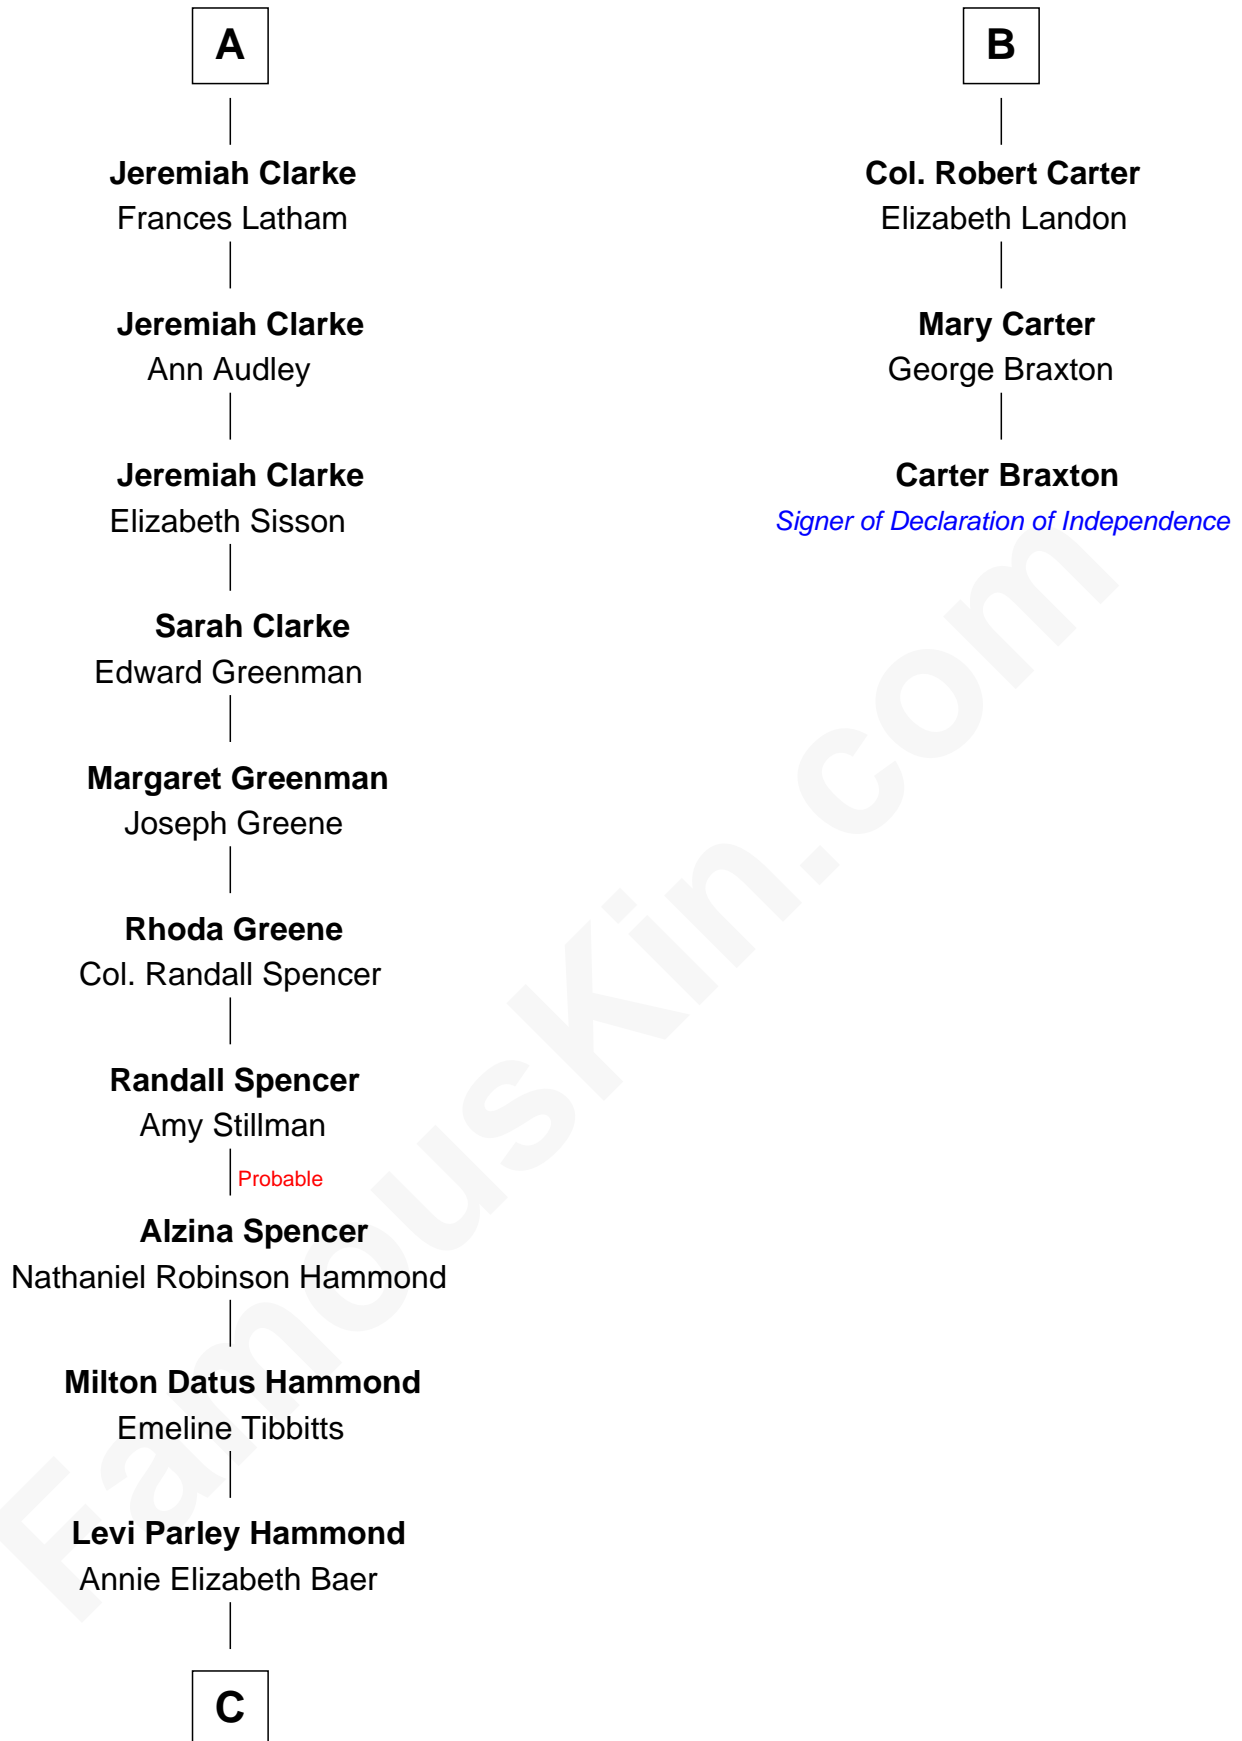 A
Jeremiah Clarke
Frances Latham
Jeremiah Clarke
Ann Audley
Jeremiah Clarke
Elizabeth Sisson
Sarah Clarke
Edward Greenman
Margaret Greenman
Joseph Greene
Rhoda Greene
Col. Randall Spencer
Randall Spencer
Amy Stillman
Probable
Alzina Spencer
Nathaniel Robinson Hammond
Milton Datus Hammond
Emeline Tibbitts
Levi Parley Hammond
Annie Elizabeth Baer
C
B
Col. Robert Carter
Elizabeth Landon
Mary Carter
George Braxton
Carter Braxton
Signer of Declaration of Independence
FamousKin.com